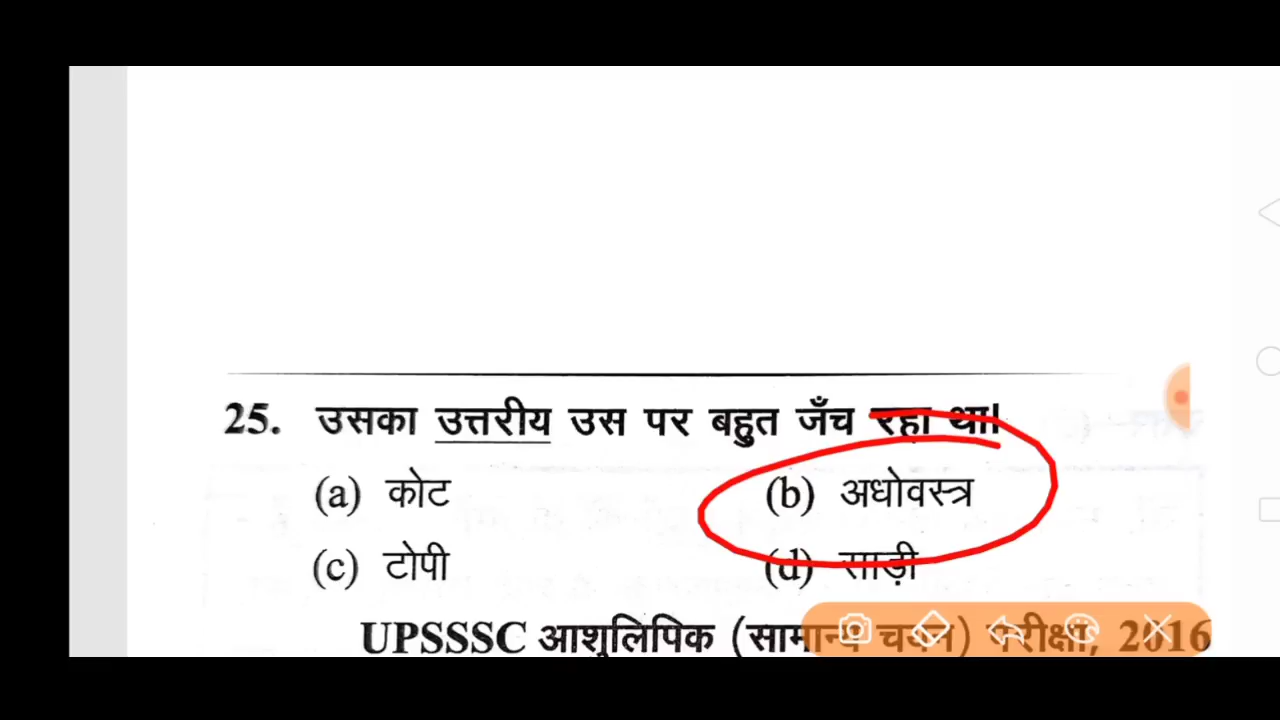 25. उसका उत्तरीय उस पर बहुत जँच रहा था।
(a) कोट (b) अधोवस्त्र
(c) टोपी (d) साड़ी
UPSSSC आशुलिपिक (सामान्य चयन) परीक्षा, 2016